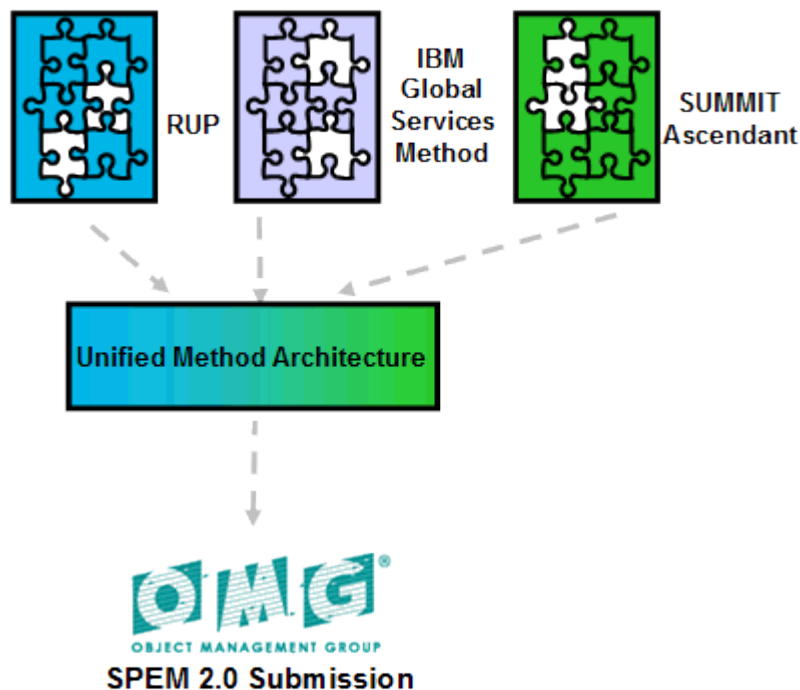 RUP
IBM
Global
Services
Method
SUMMIT
Ascendant
Unified Method Architecture
OMG®
OBJECT MANAGEMENT GROUP
SPEM 2.0 Submission